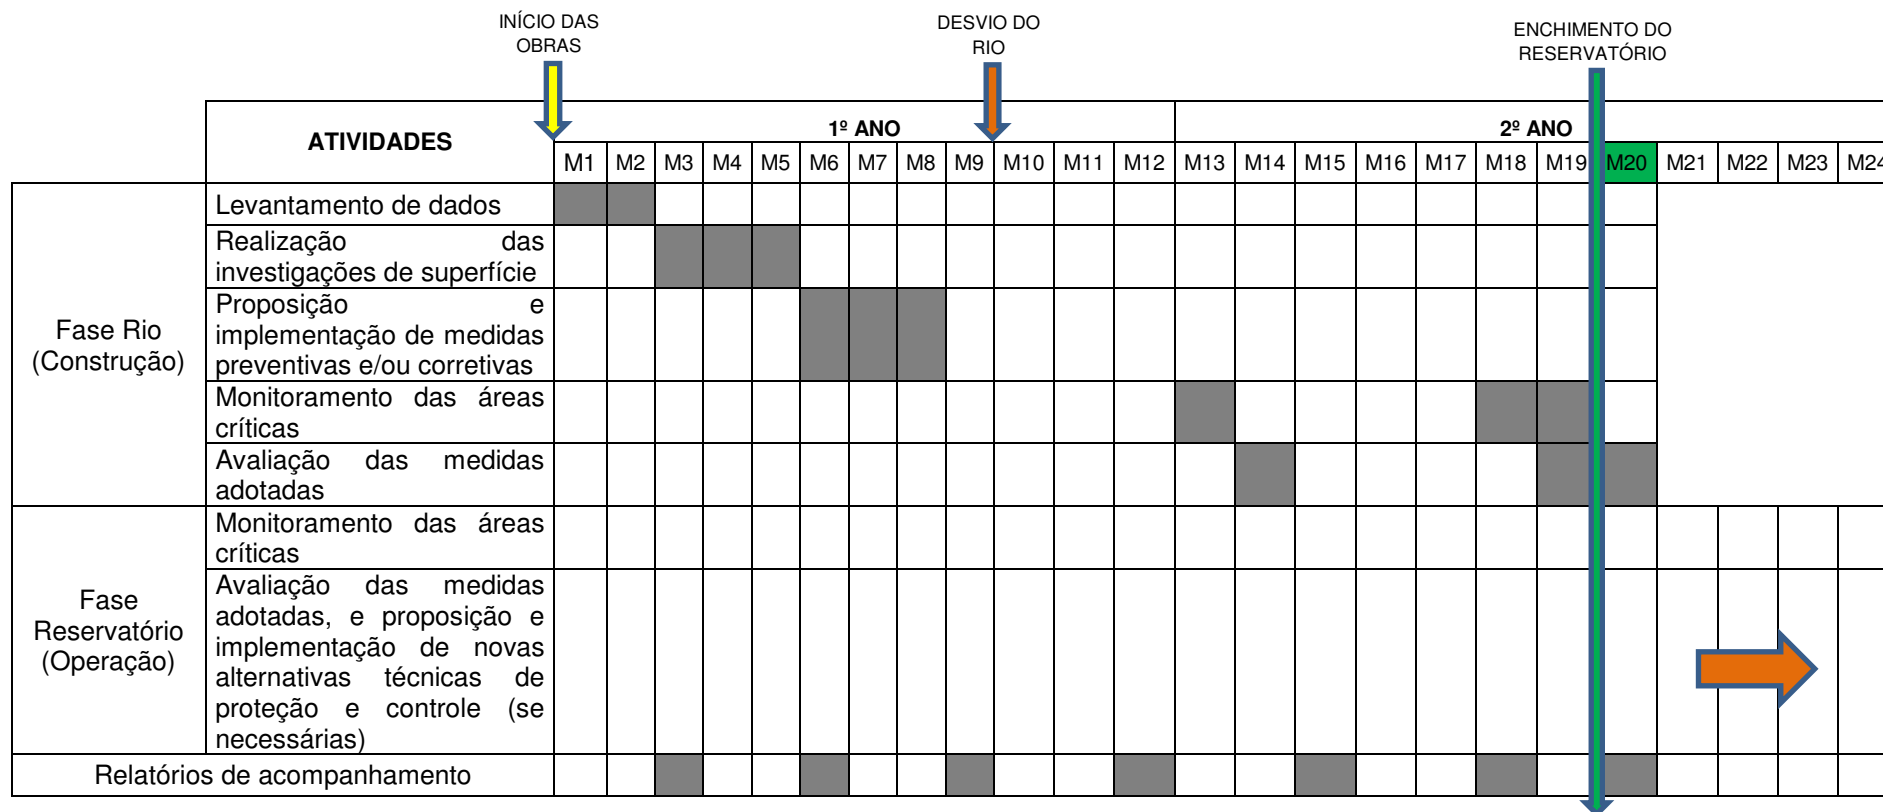 INÍCIO DAS
OBRAS
DESVIO DO
RIO
ENCHIMENTO DO
RESERVATÓRIO
ATIVIDADES
1º ANO
2º ANO
M1 M2 M3 M4 M5 M6 M7 M8 M9 M10 M11 M12 M13 M14 M15 M16 M17 M18 M19 M20 M21 M22 M23 M24
Fase Rio
(Construção)
Levantamento de dados
Realização das
investigações de superfície
Proposição e
implementação de medidas
preventivas e/ou corretivas
Monitoramento das áreas
críticas
Avaliação das medidas
adotadas
Fase
Reservatório
(Operação)
Monitoramento das áreas
críticas
Avaliação das medidas
adotadas, e proposição e
implementação de novas
alternativas técnicas de
proteção e controle (se
necessárias)
Relatórios de acompanhamento